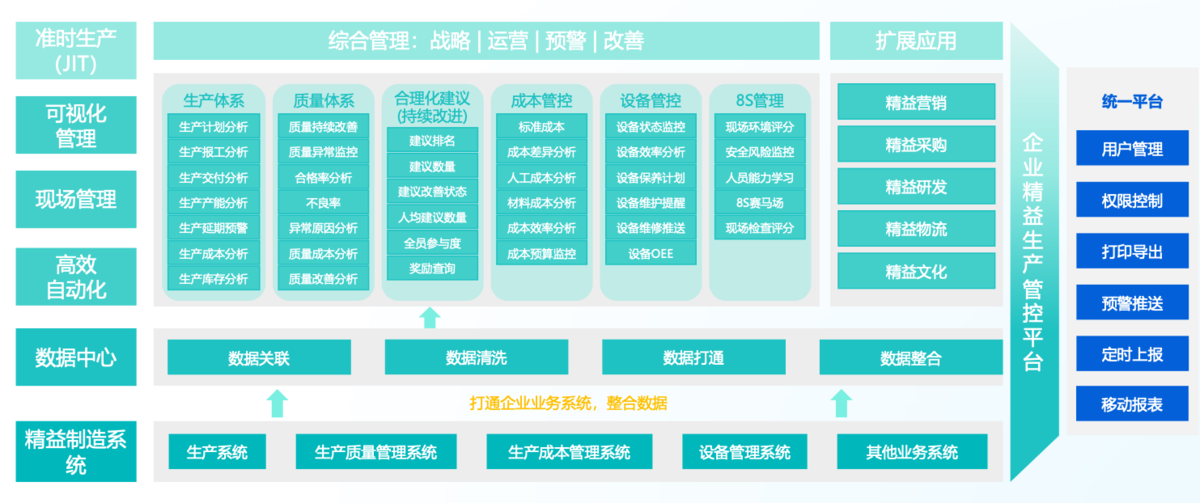 准时生产
(JIT)
综合管理：战略 | 运营 | 预警 | 改善
扩展应用
可视化
管理
现场管理
高效
自动化
生产体系
生产计划分析
生产报工分析
生产交付分析
生产产能分析
生产延期预警
生产成本分析
生产库存分析
质量体系
质量持续改善
质量异常监控
合格率分析
不良率
异常原因分析
质量成本分析
质量改善分析
合理化建议
(持续改进)
建议排名
建议数量
建议改善状态
人均建议数量
全员参与度
奖励查询
成本管控
标准成本
成本差异分析
人工成本分析
材料成本分析
成本效率分析
成本预算监控
设备管控
设备状态监控
设备效率分析
设备保养计划
设备维护提醒
设备维修推送
设备OEE
8S管理
现场环境评分
安全风险监控
人员能力学习
8S赛马场
现场检查评分
精益营销
精益采购
精益研发
精益物流
精益文化
企业精益生产管控平台
统一平台
用户管理
权限控制
打印导出
预警推送
定时上报
移动报表
数据中心
数据关联
数据清洗
数据打通
数据整合
打通企业业务系统，整合数据
精益制造系
统
生产系统
生产质量管理系统
生产成本管理系统
设备管理系统
其他业务系统